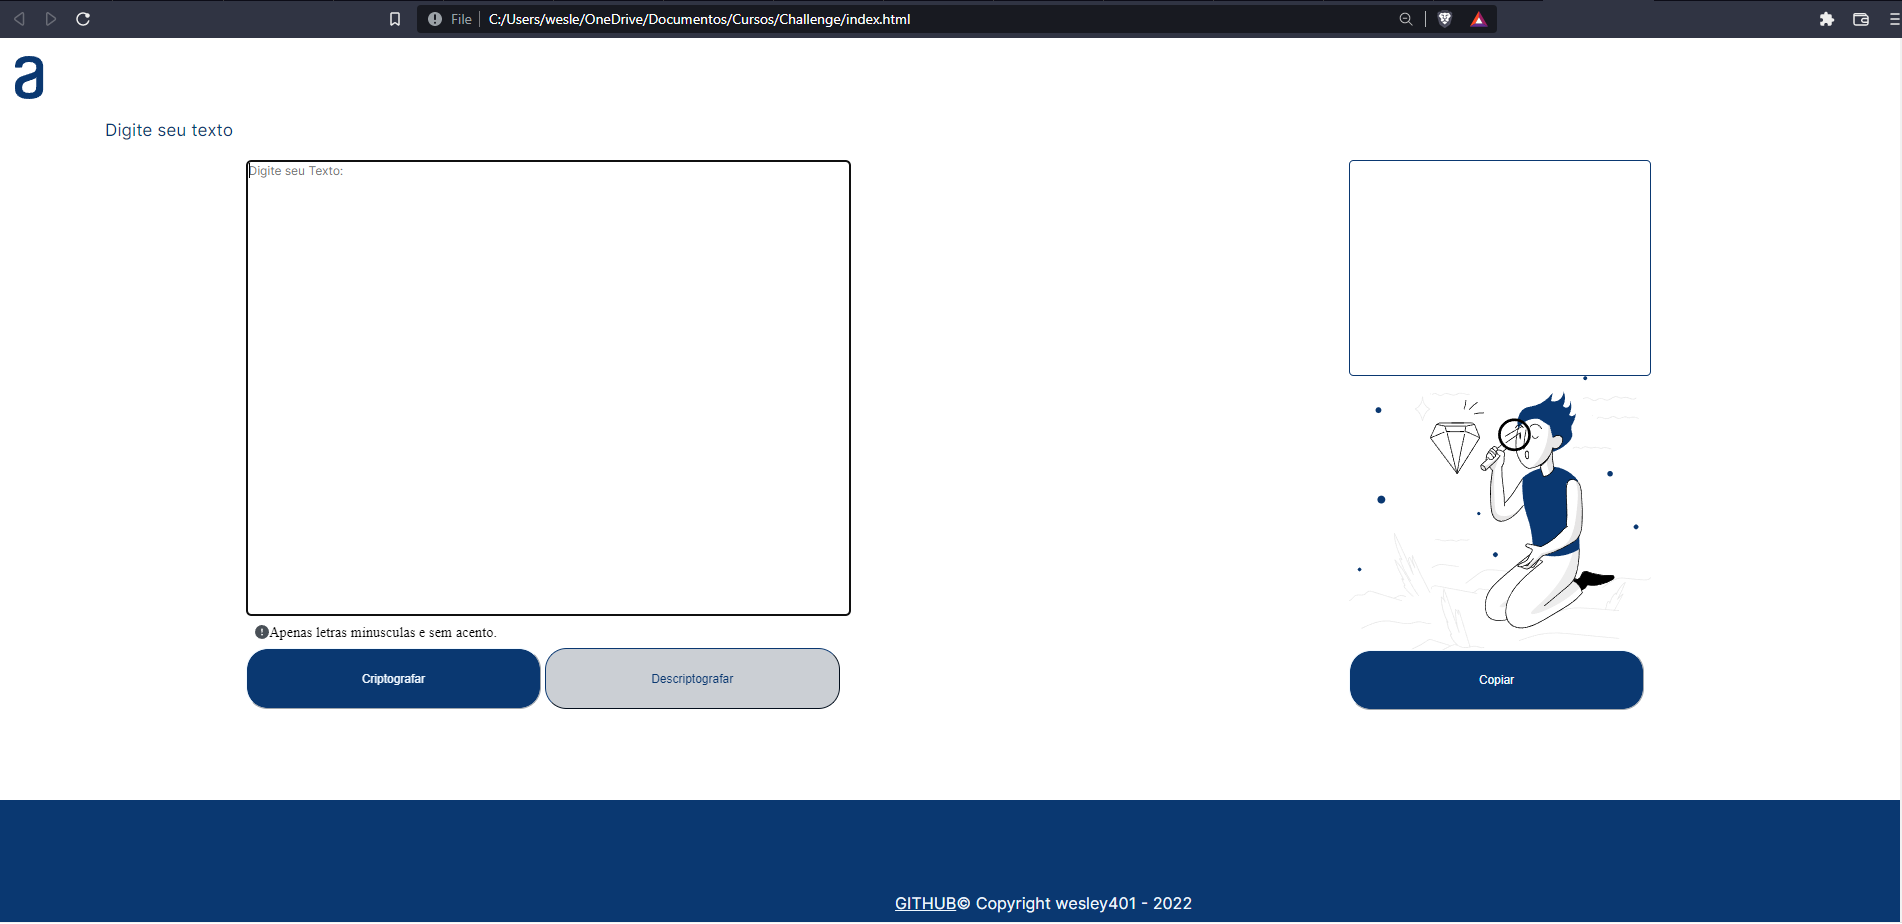 File C:/Users/wesle/OneDrive/Documentos/Cursos/Challenge/index.html
a
Digite seu texto
Digite seu Texto:
Apenas letras minusculas e sem acento.
Criptografar
Descriptografar
Copiar
GITHUB© Copyright wesley401 - 2022